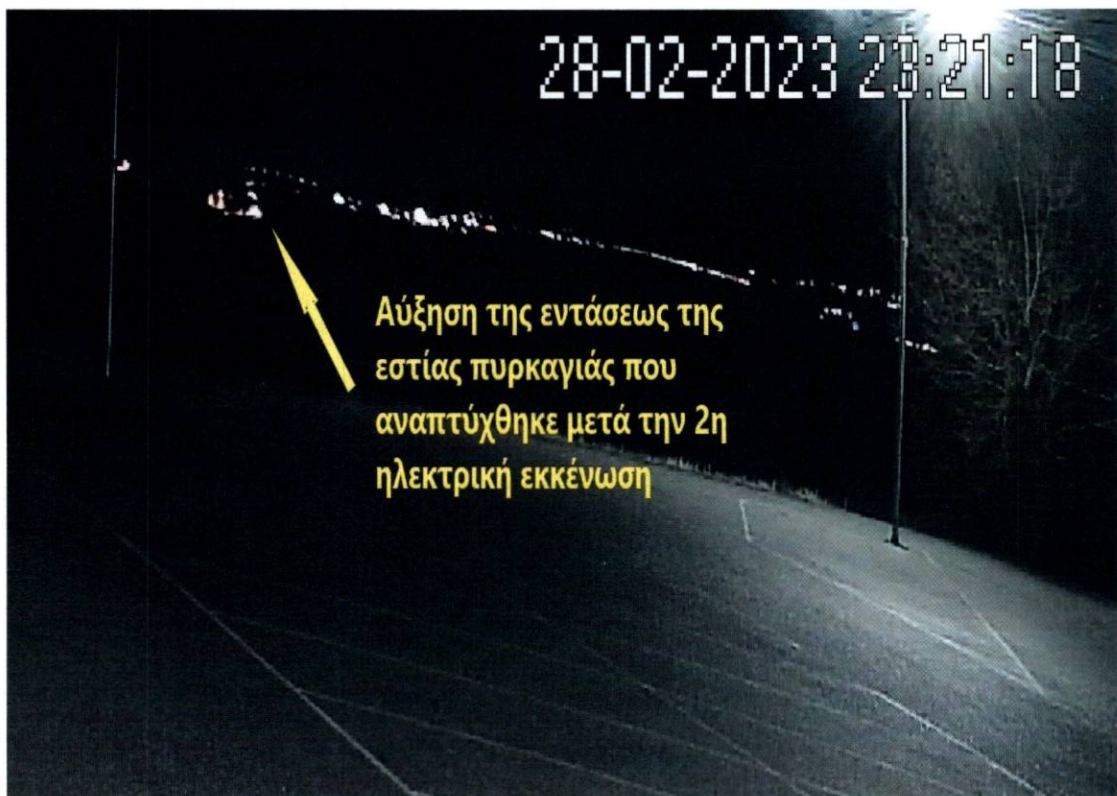 28-02-2023 23:21:18
Αύξηση της εντάσεως της
εστίας πυρκαγιάς που
αναπτύχθηκε μετά την 2η
ηλεκτρική εκκένωση